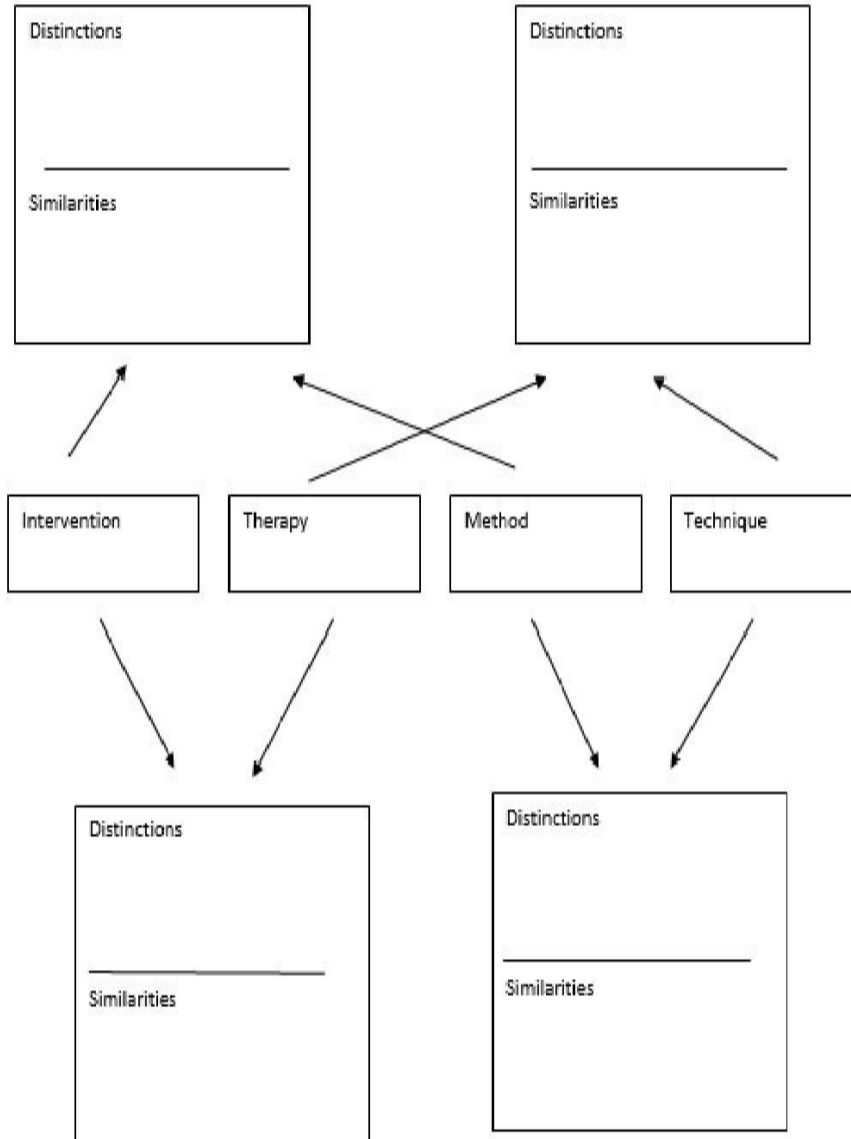 Distinctions
Distinctions
Similarities
Similarities
Intervention
Therapy
Method
Technique
Distinctions
Distinctions
Similarities
Similarities